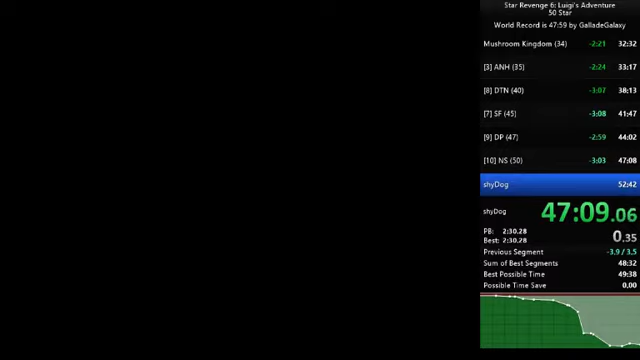 Star Revenge 6: Luigi's Adventure
50 Star
World Record is 47:59 by GalladeGalaxy
Mushroom Kingdom (34) -2:21 32:32
[3] ANH (35) -2:24 33:17
[8] DTN (40) -3:07 38:13
[7] SF (45) -3:08 41:47
[9] DP (47) -2:59 44:02
[10] NS (50) -3:03 47:08
shyDog 52:42
shyDog 47:09.06
PB: 2:30.28
Best: 2:30.28 0.35
Previous Segment -3.9 / 3.5
Sum of Best Segments 48:32
Best Possible Time 49:38
Possible Time Save 0.00